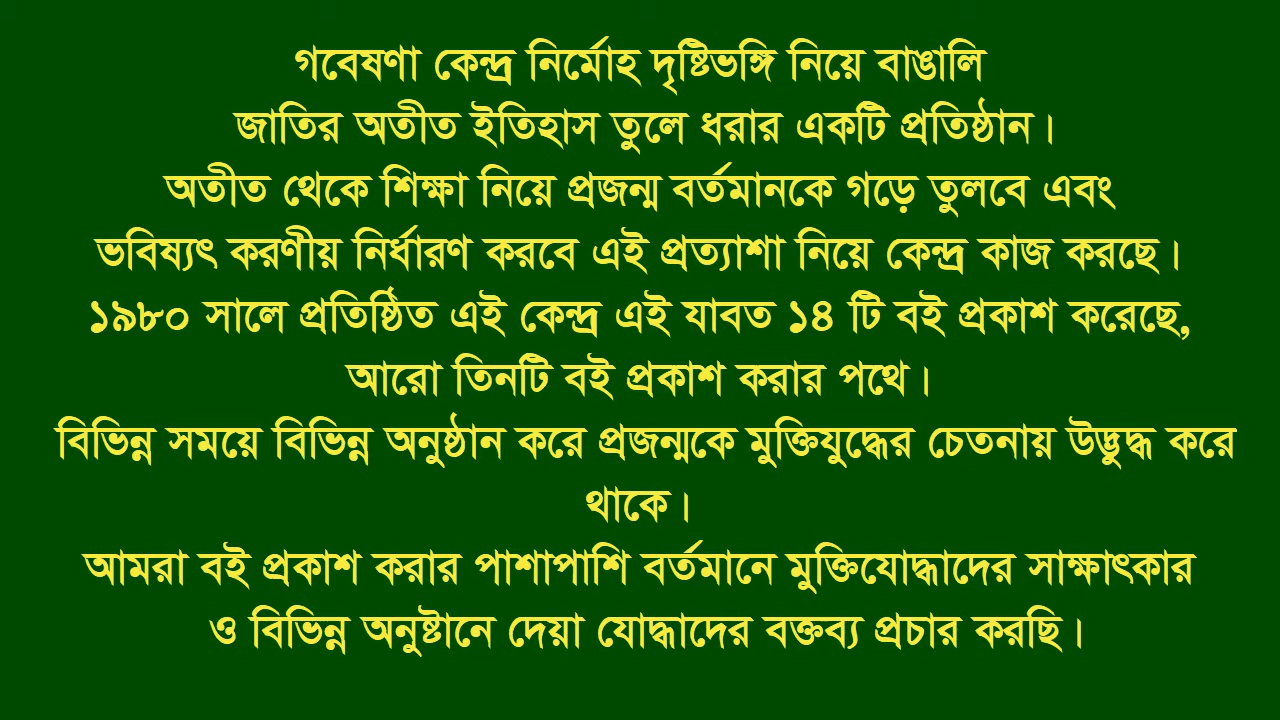 গবেষণা কেন্দ্র নির্মোহ দৃষ্টিভঙ্গি নিয়ে বাঙালি
জাতির অতীত ইতিহাস তুলে ধরার একটি প্রতিষ্ঠান।
অতীত থেকে শিক্ষা নিয়ে প্রজন্ম বর্তমানকে গড়ে তুলবে এবং
ভবিষ্যৎ করণীয় নির্ধারণ করবে এই প্রত্যাশা নিয়ে কেন্দ্র কাজ করছে।
১৯৮০ সালে প্রতিষ্ঠিত এই কেন্দ্র এই যাবত ১৪ টি বই প্রকাশ করেছে,
আরো তিনটি বই প্রকাশ করার পথে।
বিভিন্ন সময়ে বিভিন্ন অনুষ্ঠান করে প্রজন্মকে মুক্তিযুদ্ধের চেতনায় উদ্ভুদ্ধ করে
থাকে।
আমরা বই প্রকাশ করার পাশাপাশি বর্তমানে মুক্তিযোদ্ধাদের সাক্ষাৎকার
ও বিভিন্ন অনুষ্টানে দেয়া যোদ্ধাদের বক্তব্য প্রচার করছি।